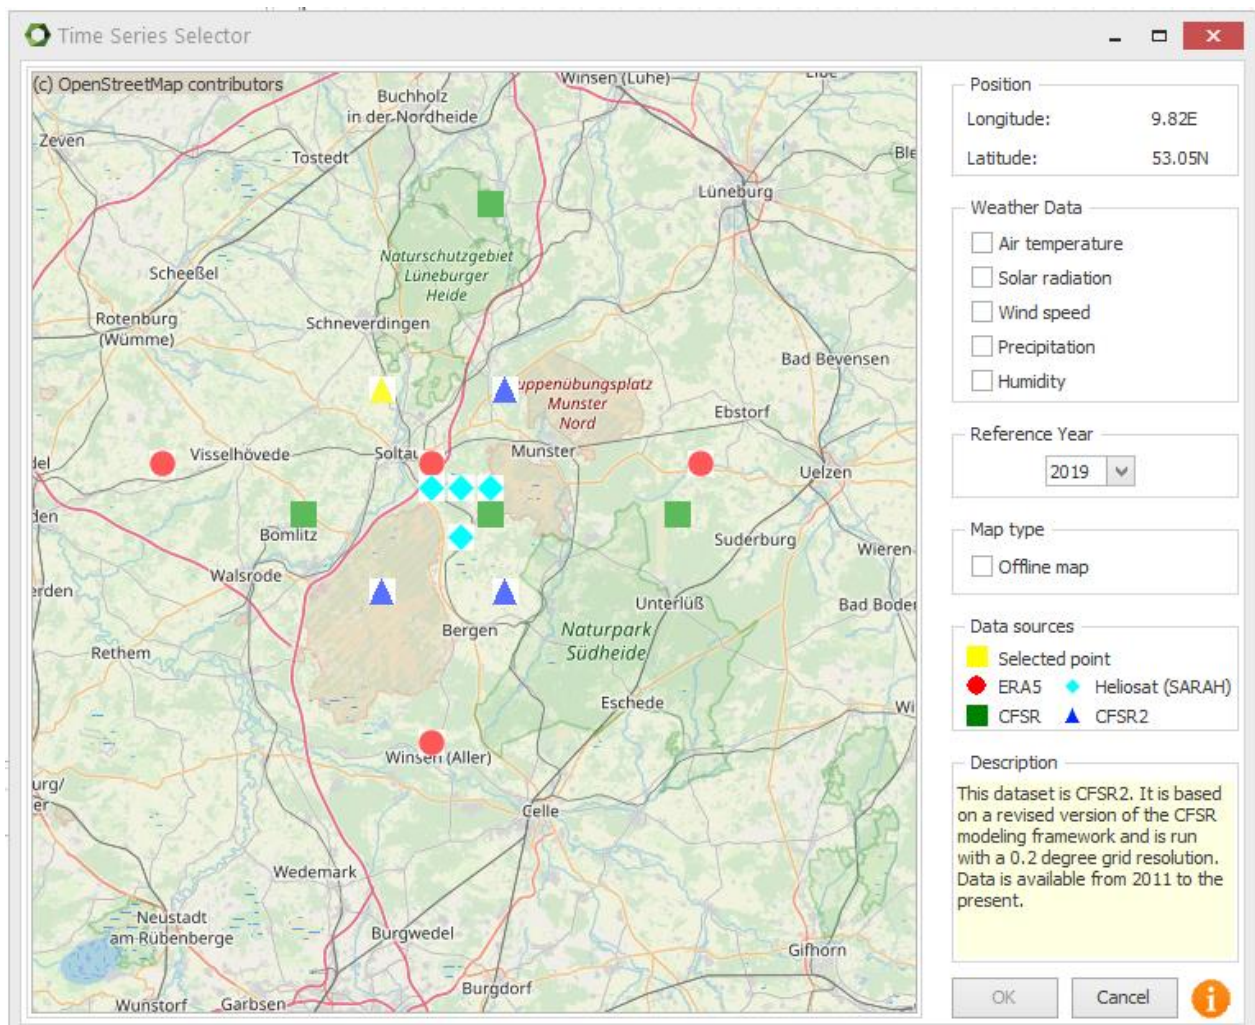 Time Series Selector
(c) OpenStreetMap contributors
Winsen (Luhe)
Buchholz
in der Nordheide
Zeven
Tostedt
Lüneburg
Naturschutzgebiet
Lüneburger
Heide
Scheeßel
Rotenburg
(Wümme)
Schneverdingen
Bad Bevensen
uppenübungsplatz
Munster
Nord
Ebstorf
Visselhövede
Soltau
Munster
Uelzen
Bomlitz
Suderburg
Wieren
Walsrode
Unterlüß
Bad Boden
Bergen
Naturpark
Südheide
Rethem
Eschede
Winsen (Aller)
Celle
Wedemark
Neustadt
am Rübenberge
Burgwedel
Gifhorn
Burgdorf
Wunstorf
Garbsen
Position
Longitude: 9.82E
Latitude: 53.05N
Weather Data
Air temperature
Solar radiation
Wind speed
Precipitation
Humidity
Reference Year
2019
Map type
Offline map
Data sources
Selected point
ERA5 Heliosat (SARAH)
CFSR CFSR2
Description
This dataset is CFSR2. It is based
on a revised version of the CFSR
modeling framework and is run
with a 0.2 degree grid resolution.
Data is available from 2011 to the
present.
OK Cancel